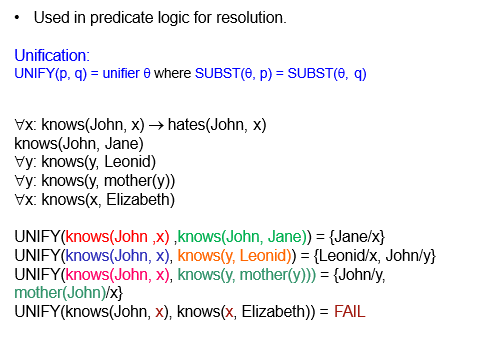 • Used in predicate logic for resolution.
Unification:
UNIFY(p, q) = unifier θ where SUBST(θ, p) = SUBST(θ, q)
∀x: knows(John, x) → hates(John, x)
knows(John, Jane)
∀y: knows(y, Leonid)
∀y: knows(y, mother(y))
∀x: knows(x, Elizabeth)
UNIFY(knows(John ,x) ,knows(John, Jane)) = {Jane/x}
UNIFY(knows(John, x), knows(y, Leonid)) = {Leonid/x, John/y}
UNIFY(knows(John, x), knows(y, mother(y))) = {John/y,
mother(John)/x}
UNIFY(knows(John, x), knows(x, Elizabeth)) = FAIL